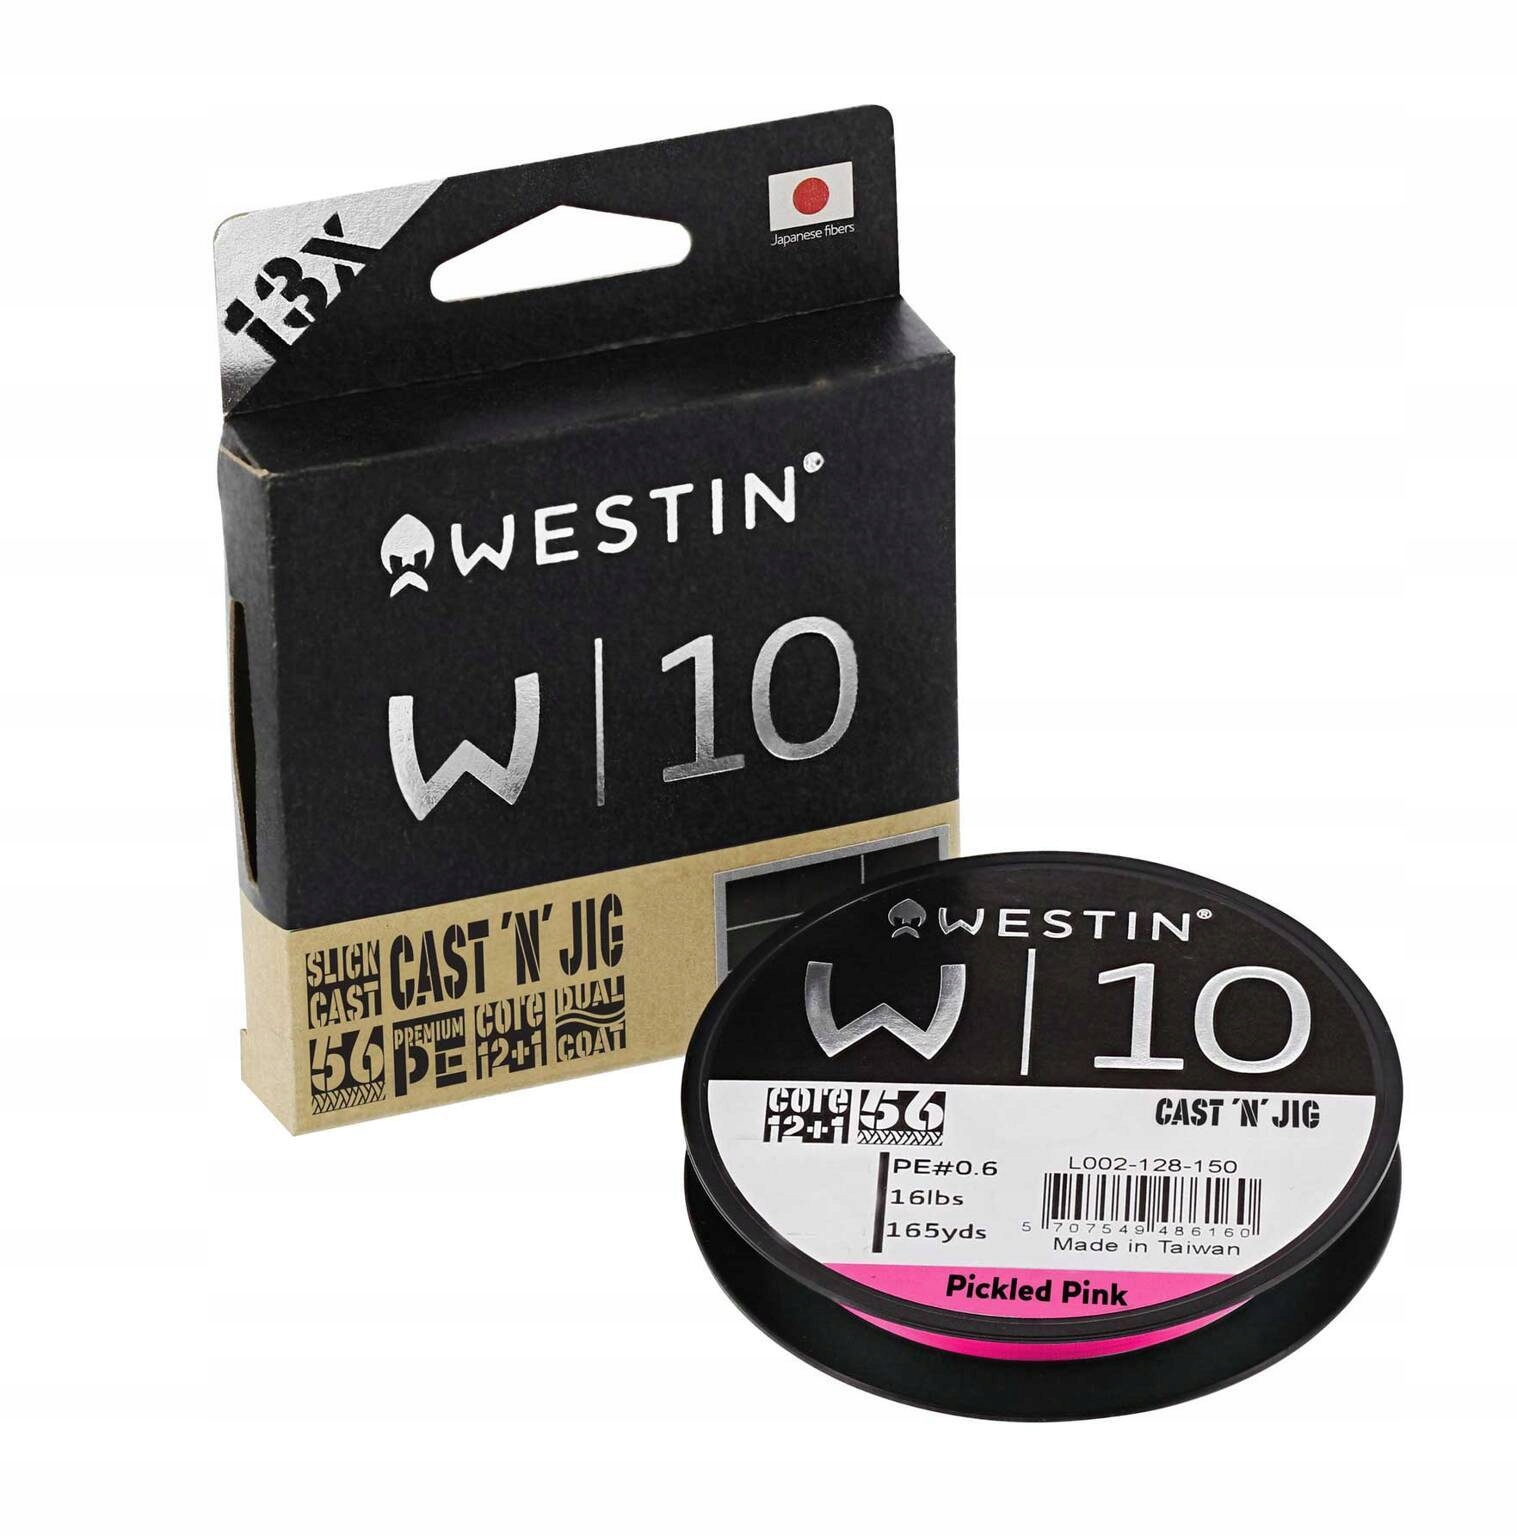 13X
Japanese fibers
WESTIN®
W|10
SLICK CAST
CAST 'N' JIG
56
PREMIUM PE
CORE 12+1
DUAL COAT
WESTIN®
W|10
CORE 12+1
56
CAST 'N' JIG
PE#0.6
16lbs
165yds
L002-128-150
5 707549 486160
Made in Taiwan
Pickled Pink